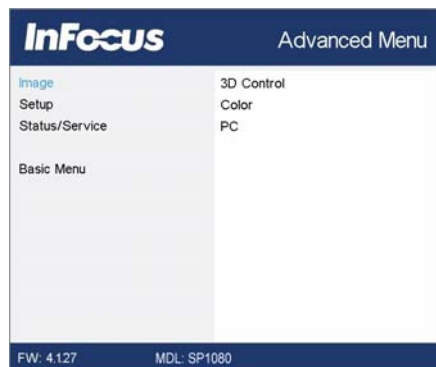 InFocus Advanced Menu
Image
Setup
Status/Service
Basic Menu
3D Control
Color
PC
FW: 4.1.27 MDL: SP1080